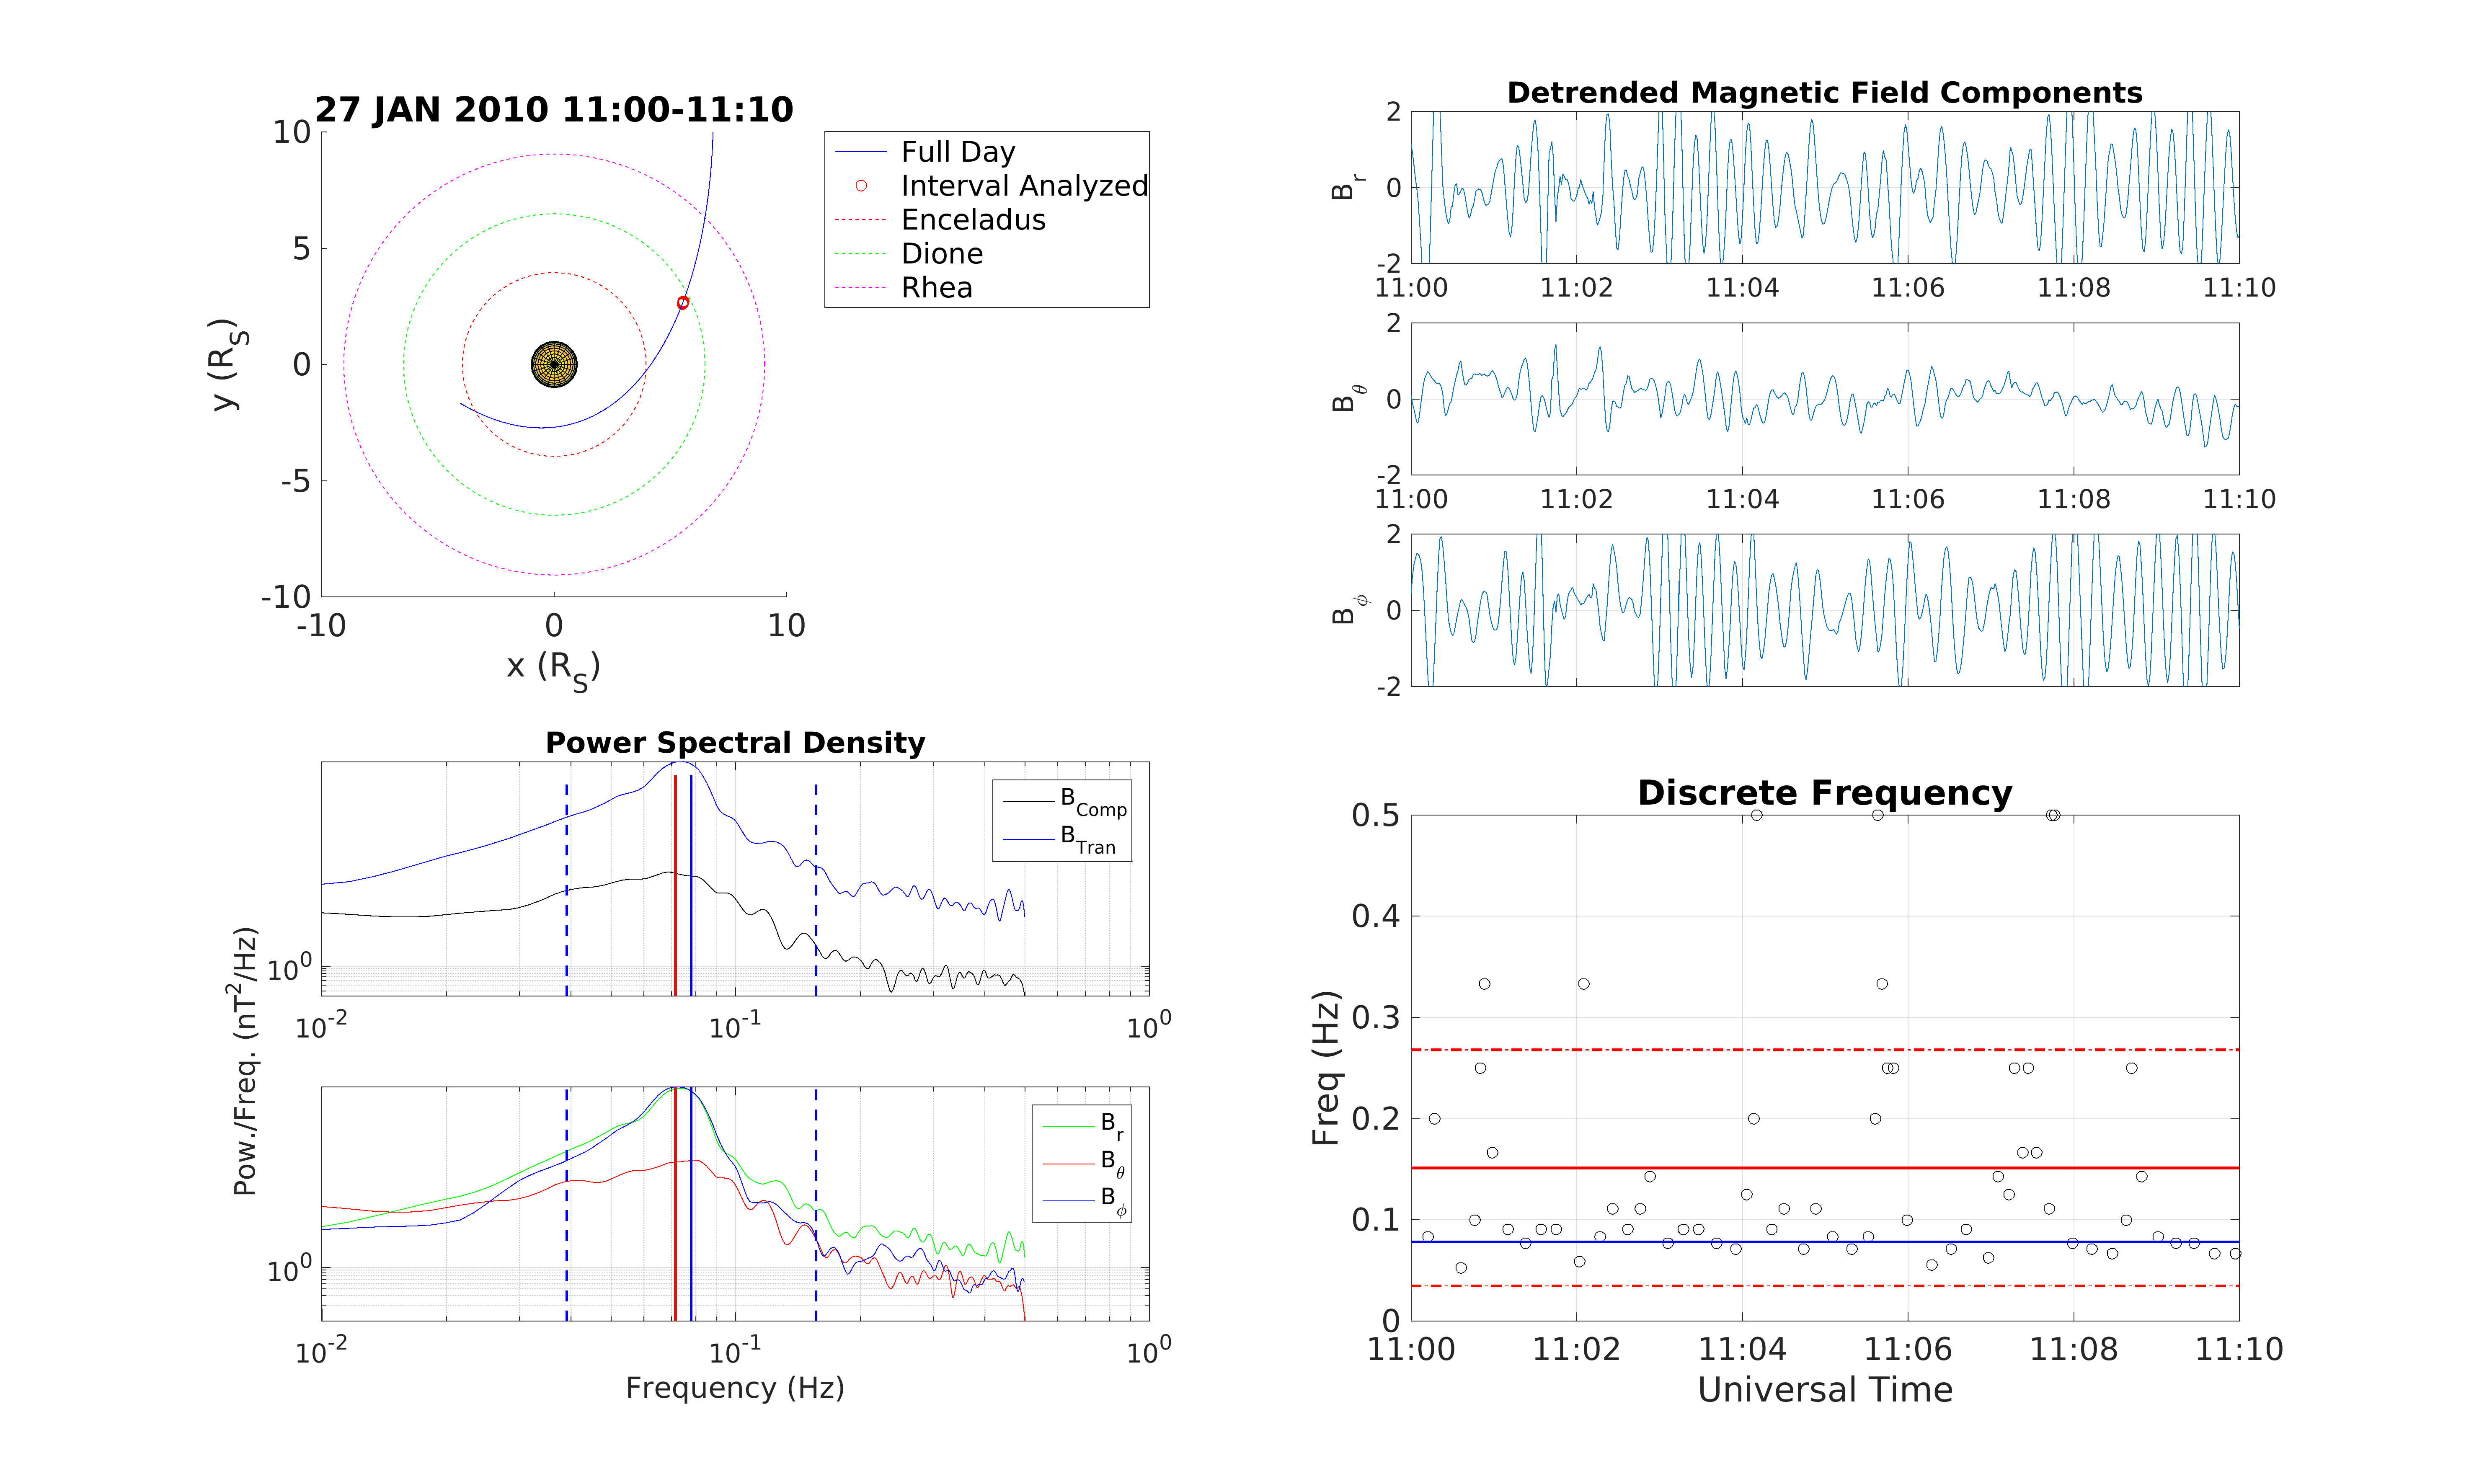 27 JAN 2010 11:00-11:10
10
5
0
-5
-10
-10
0
10
y (R_S)
x (R_S)
Full Day
Interval Analyzed
Enceladus
Dione
Rhea
Detrended Magnetic Field Components
2
0
-2
B_r
11:00 11:02 11:04 11:06 11:08 11:10
2
0
-2
B_θ
11:00 11:02 11:04 11:06 11:08 11:10
2
0
-2
B_ϕ
Power Spectral Density
B_Comp
B_Tran
10^0
10^-2 10^-1 10^0
Pow./Freq. (nT^2/Hz)
B_r
B_θ
B_ϕ
10^0
10^-2 10^-1 10^0
Frequency (Hz)
Discrete Frequency
0.5
0.4
0.3
0.2
0.1
0
Freq (Hz)
11:00 11:02 11:04 11:06 11:08 11:10
Universal Time